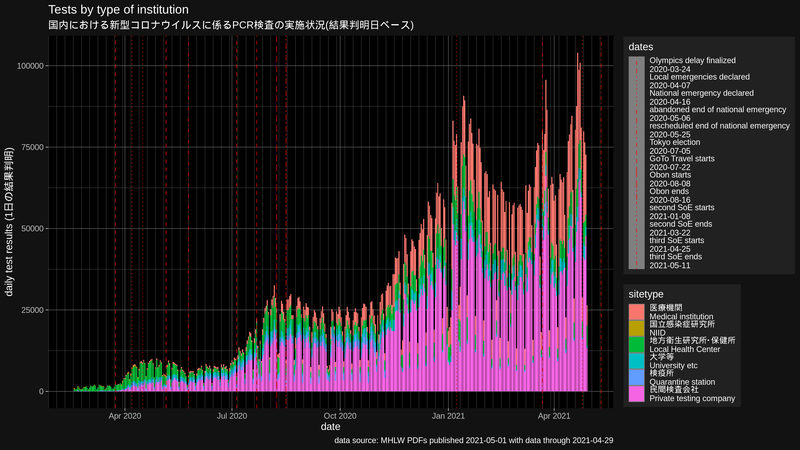 Tests by type of institution
国内における新型コロナウイルスに係るPCR検査の実施状況(結果判明日ベース)
daily test results (1日の結果判明)
100000
75000
50000
25000
0
Apr 2020
Jul 2020
Oct 2020
Jan 2021
Apr 2021
date
data source: MHLW PDFs published 2021-05-01 with data through 2021-04-29
dates
Olympics delay finalized
2020-03-24
Local emergencies declared
2020-04-07
National emergency declared
2020-04-16
abandoned end of national emergency
2020-05-06
rescheduled end of national emergency
2020-05-25
Tokyo election
2020-07-05
GoTo Travel starts
2020-07-22
Obon starts
2020-08-08
Obon ends
2020-08-16
second SoE starts
2021-01-08
second SoE ends
2021-03-22
third SoE starts
2021-04-25
third SoE ends
2021-05-11
sitetype
医療機関
Medical institution
国立感染症研究所
NIID
地方衛生研究所･保健所
Local Health Center
大学等
University etc
検疫所
Quarantine station
民間検査会社
Private testing company